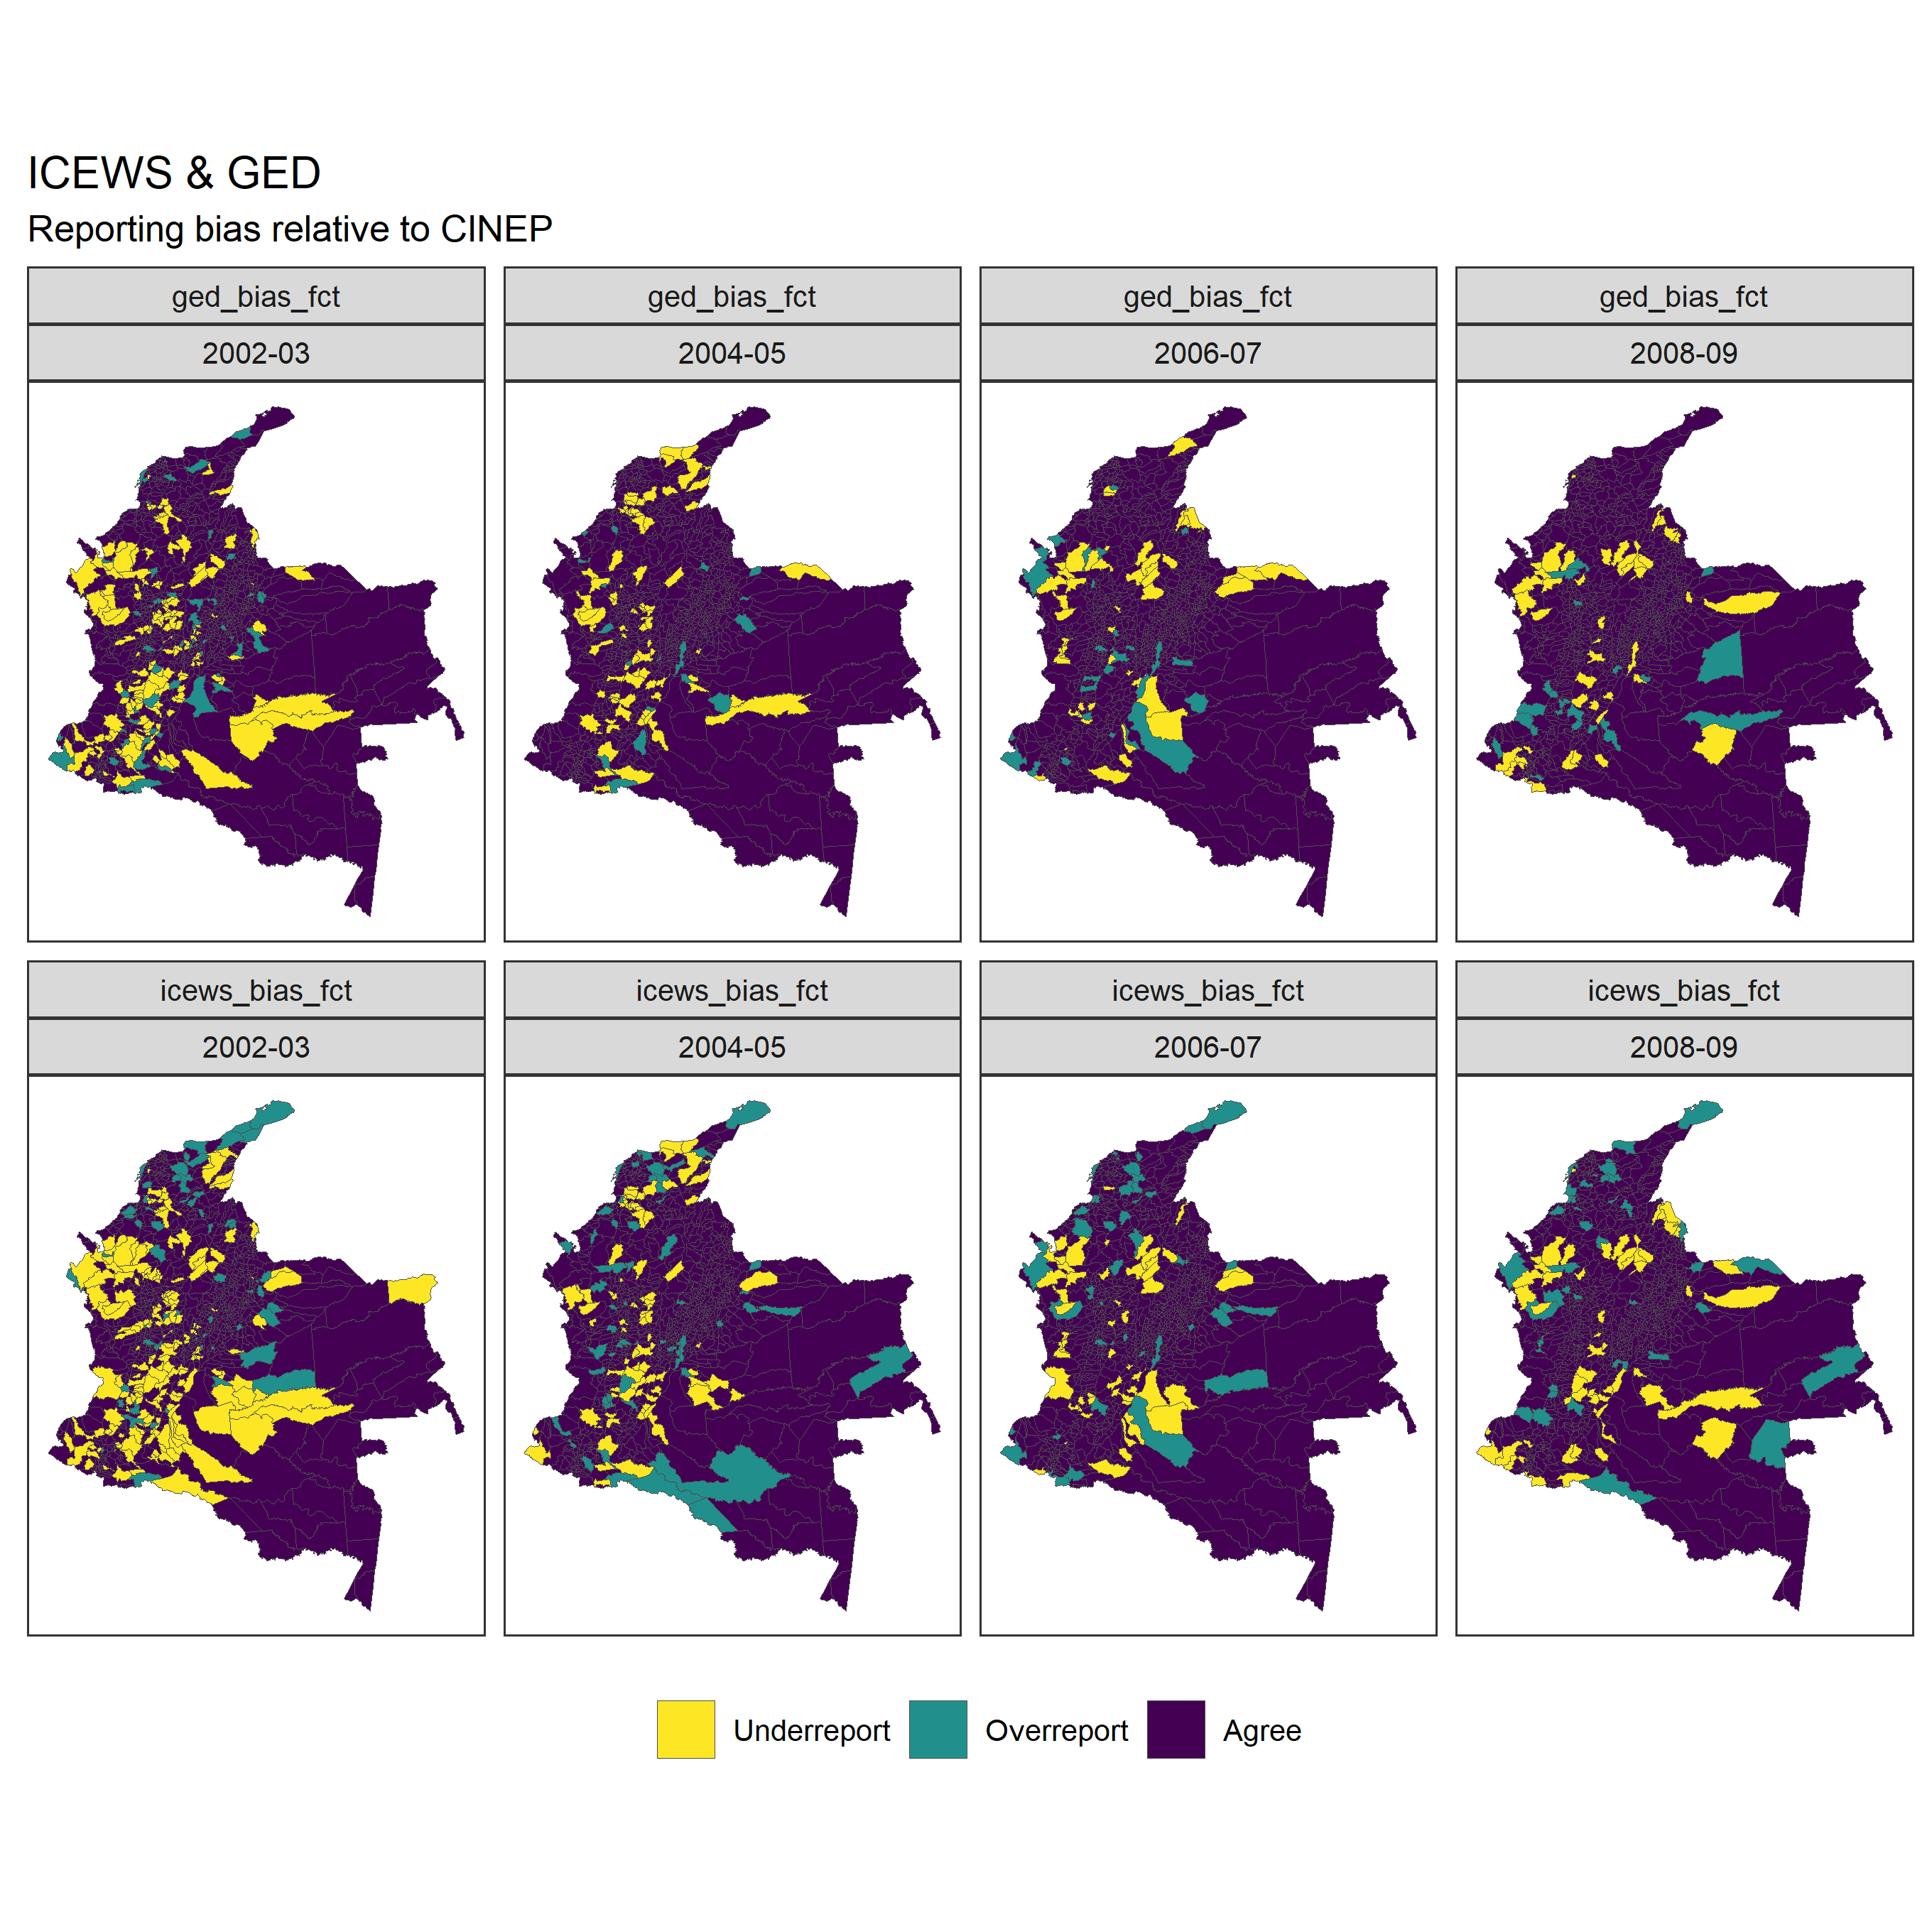 ICEWS & GED
Reporting bias relative to CINEP
ged_bias_fct
ged_bias_fct
ged_bias_fct
ged_bias_fct
2002-03
2004-05
2006-07
2008-09
icews_bias_fct
icews_bias_fct
icews_bias_fct
icews_bias_fct
2002-03
2004-05
2006-07
2008-09
Underreport
Overreport
Agree